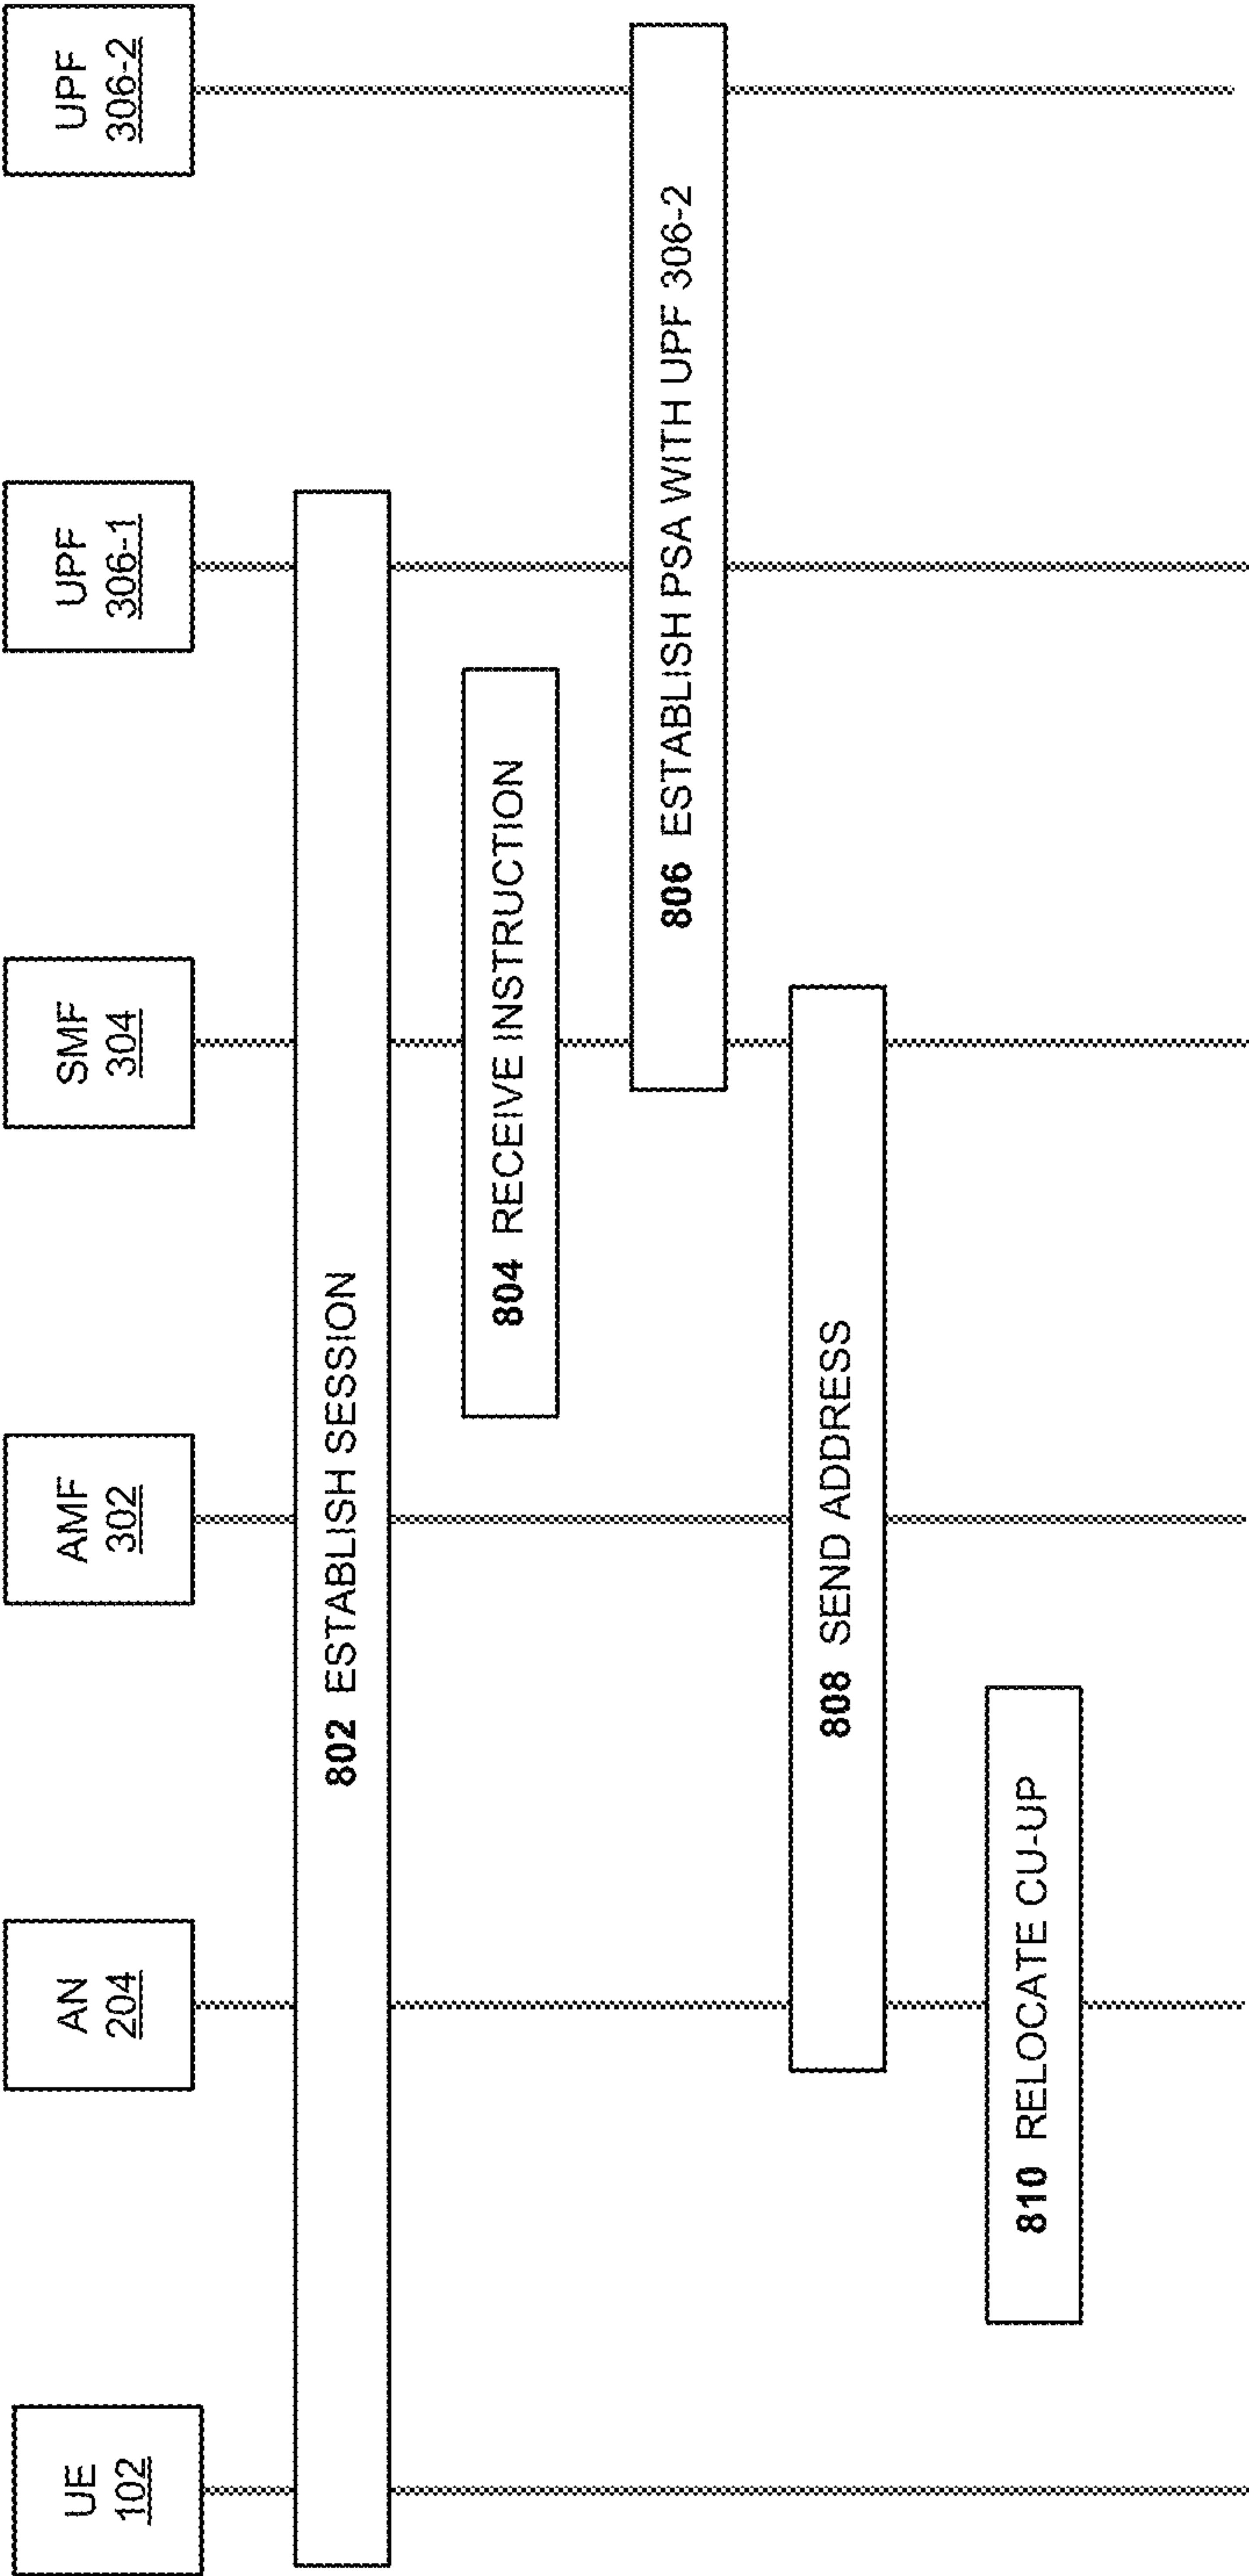 UE
102
AN
204
AMF
302
SMF
304
UPF
306-1
UPF
306-2
802 ESTABLISH SESSION
804 RECEIVE INSTRUCTION
806 ESTABLISH PSA WITH UPF 306-2
808 SEND ADDRESS
810 RELOCATE CU-UP